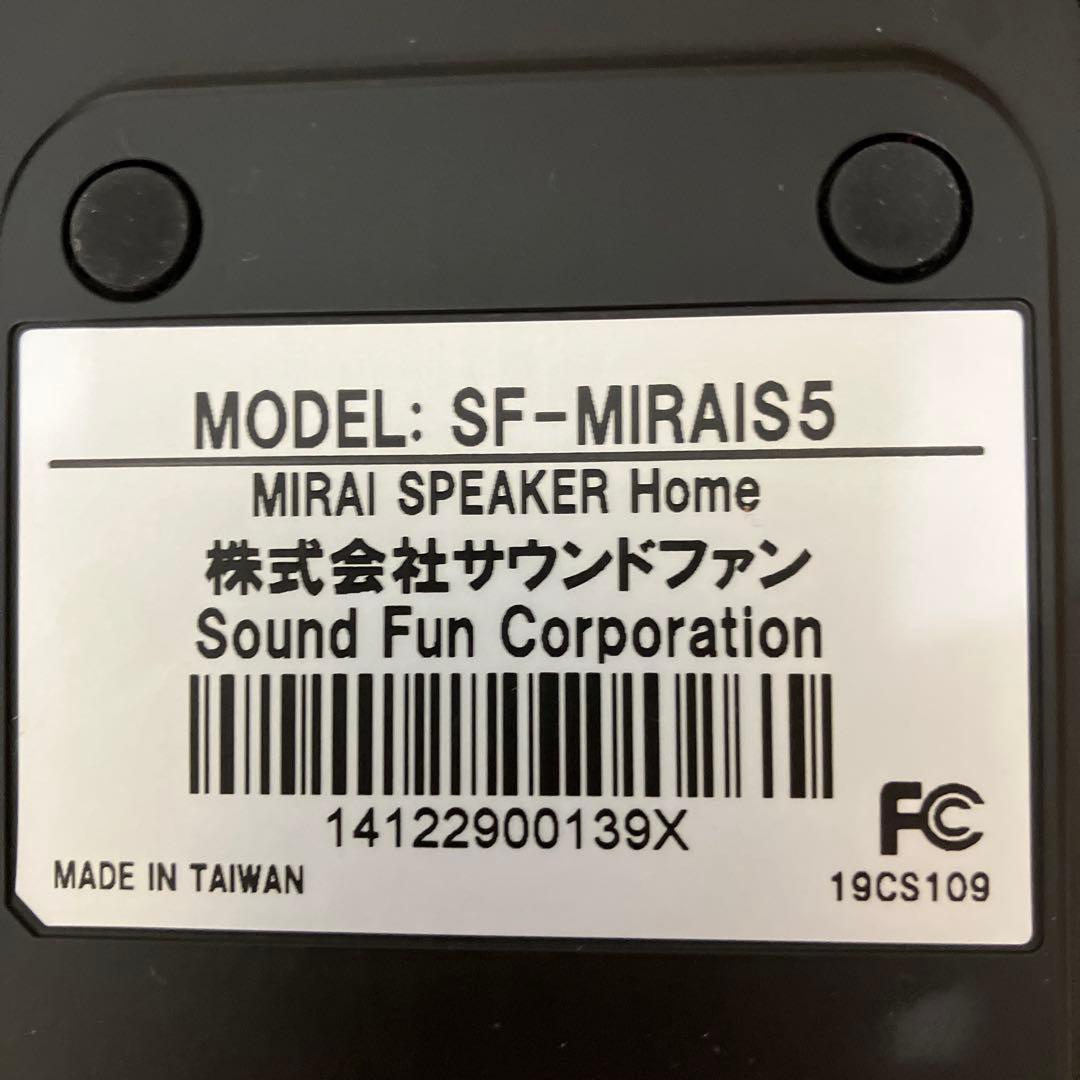 MODEL: SF-MIRAIS5
MIRAI SPEAKER Home
株式会社サウンドファン
Sound Fun Corporation
14122900139X
FC
MADE IN TAIWAN
19CS109